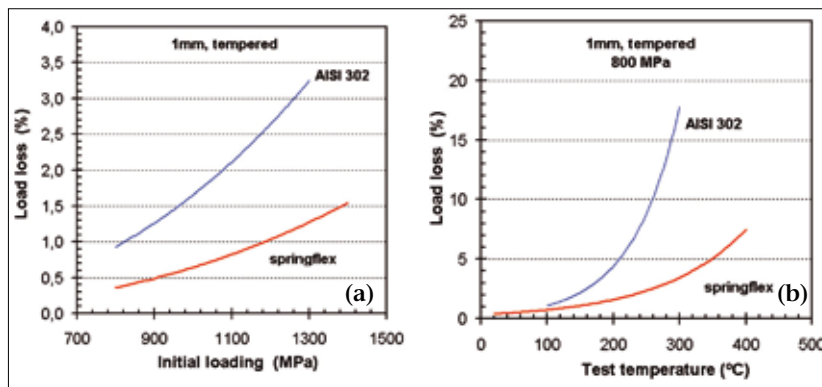 1mm, tempered
AISI 302
springflex
(a)
Load loss (%)
4,0
3,5
3,0
2,5
2,0
1,5
1,0
0,5
0,0
700 900 1100 1300 1500
Initial loading (MPa)
1mm, tempered
800 MPa
AISI 302
springflex
(b)
Load loss (%)
25
20
15
10
5
0
0 100 200 300 400 500
Test temperature (ºC)